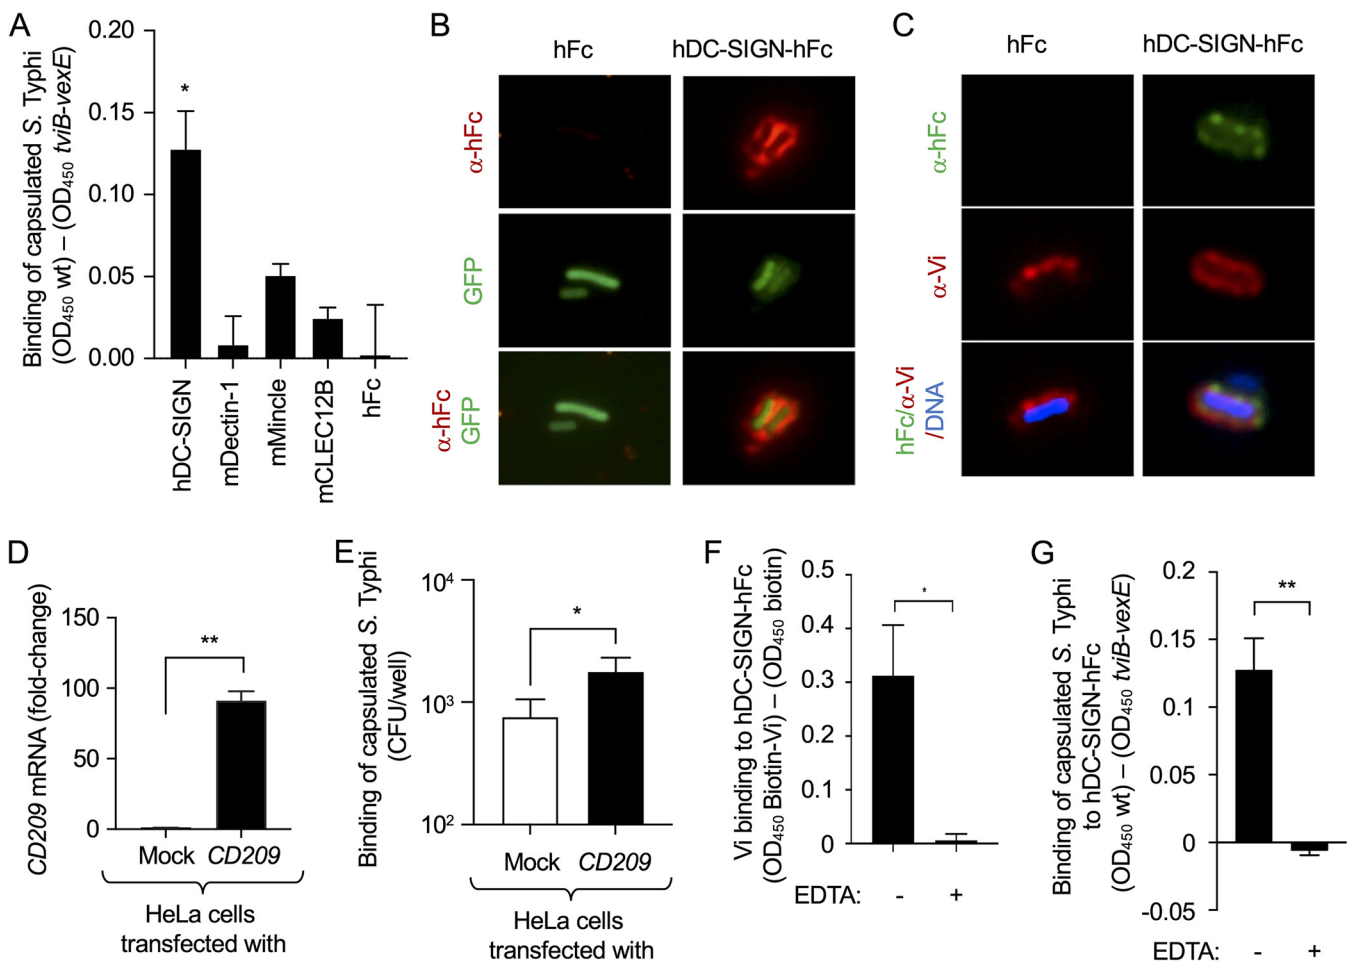 A
Binding of capsulated S. Typhi
(OD450 wt) – (OD450 tviB-vexE)
0.20
0.15
0.10
0.05
0.00
*
hDC-SIGN
mDectin-1
mMincle
mCLEC12B
hFc
B
hFc
hDC-SIGN-hFc
α-hFc
GFP
α-hFc
GFP
C
hFc
hDC-SIGN-hFc
α-hFc
α-Vi
hFc/α-Vi
/DNA
D
CD209 mRNA (fold-change)
150
100
50
0
**
Mock
CD209
HeLa cells
transfected with
E
Binding of capsulated S. Typhi
(CFU/well)
10⁴
10³
10²
*
Mock
CD209
HeLa cells
transfected with
F
Vi binding to hDC-SIGN-hFc
(OD450 Biotin-Vi) – (OD450 biotin)
0.5
0.4
0.3
0.2
0.1
0
*
EDTA: - +
G
Binding of capsulated S. Typhi
to hDC-SIGN-hFc
(OD450 wt) – (OD450 tviB-vexE)
0.2
0.15
0.1
0.05
0
-0.05
**
EDTA: - +